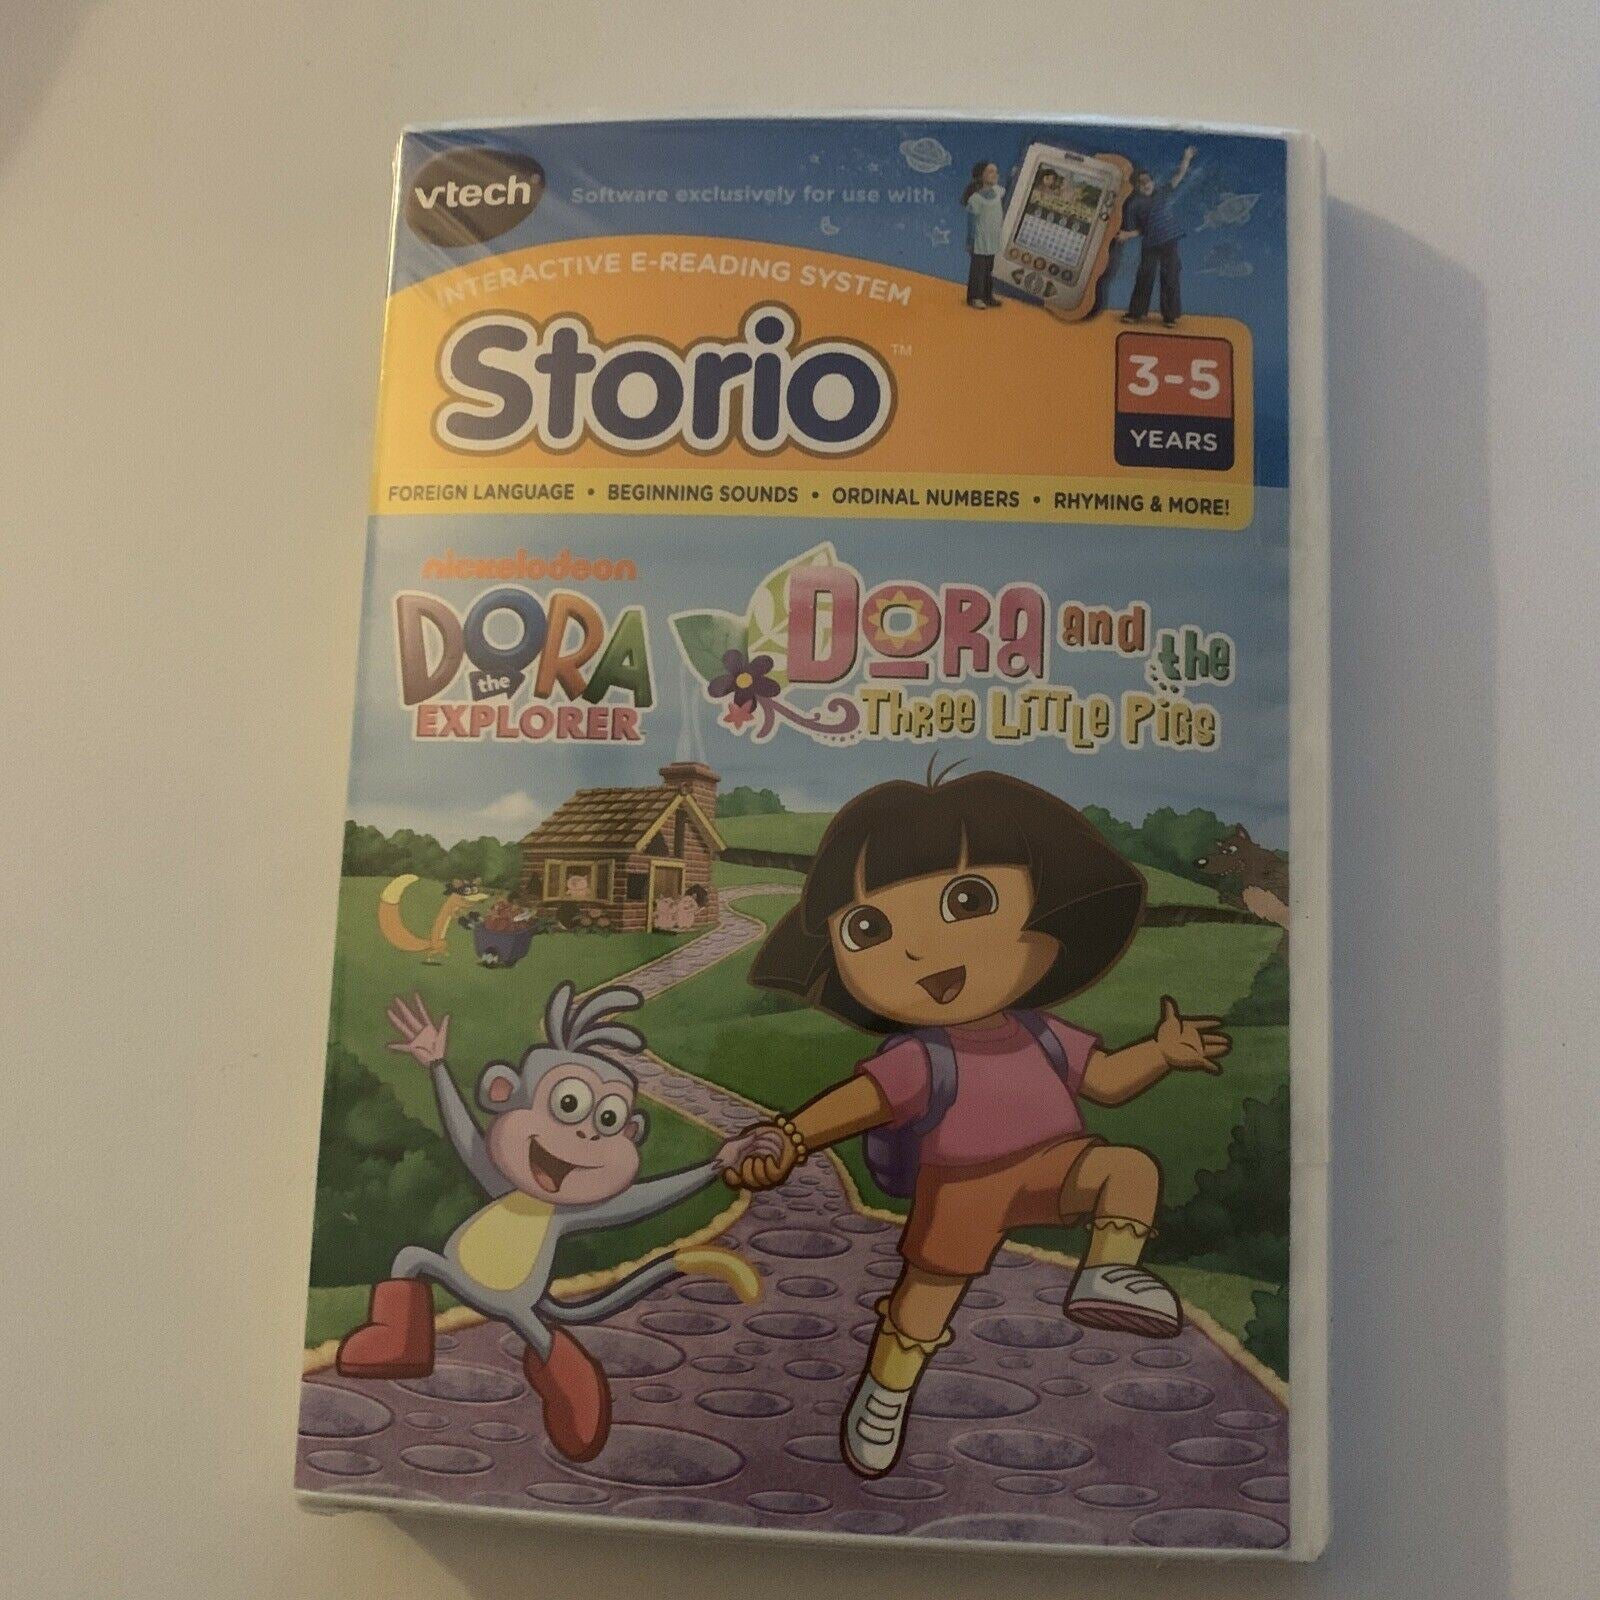 vtech®
Software exclusively for use with
INTERACTIVE E-READING SYSTEM
Storio™
3-5
YEARS
FOREIGN LANGUAGE • BEGINNING SOUNDS • ORDINAL NUMBERS • RHYMING & MORE!
nickelodeon
DORA
the
EXPLORER
DORA and the
Three Little Pigs